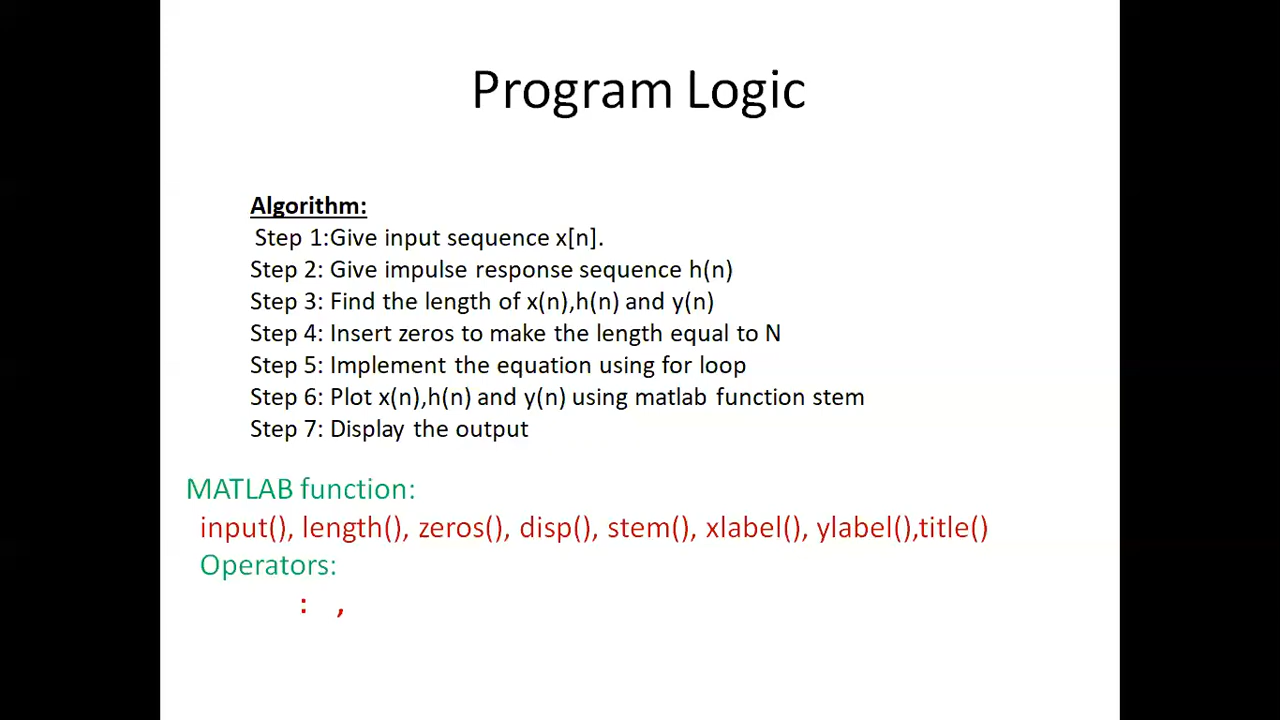 Program Logic
Algorithm:
Step 1:Give input sequence x[n].
Step 2: Give impulse response sequence h(n)
Step 3: Find the length of x(n),h(n) and y(n)
Step 4: Insert zeros to make the length equal to N
Step 5: Implement the equation using for loop
Step 6: Plot x(n),h(n) and y(n) using matlab function stem
Step 7: Display the output
MATLAB function:
input(), length(), zeros(), disp(), stem(), xlabel(), ylabel(),title()
Operators:
: ,